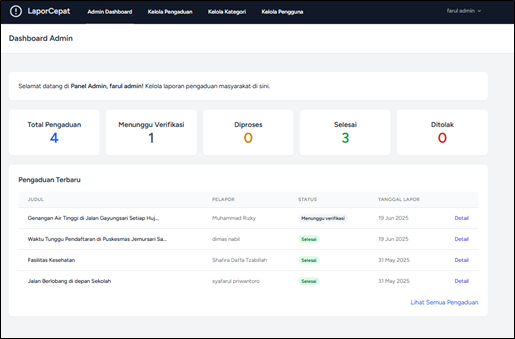 LaporCepat Admin Dashboard Kelola Pengaduan Kelola Kategori Kelola Pengguna farul admin
Dashboard Admin
Selamat datang di Panel Admin, farul admin! Kelola laporan pengaduan masyarakat di sini.
Total Pengaduan Menunggu Verifikasi Diproses Selesai Ditolak
4 1 0 3 0
Pengaduan Terbaru
JUDUL PELAPOR STATUS TANGGAL LAPOR
Genangan Air Tinggi di Jalan Gayungsari Setiap Huj... Muhammad Rizky Menunggu verifikasi 19 Jun 2025 Detail
Waktu Tunggu Pendaftaran di Puskesmas Jemursari Sa... dimas nabil Selesai 19 Jun 2025 Detail
Fasilitas Kesehatan Shafira Daffa Tzabillah Selesai 31 May 2025 Detail
Jalan Berlobang di depan Sekolah syafarul priwantoro Selesai 31 May 2025 Detail
Lihat Semua Pengaduan